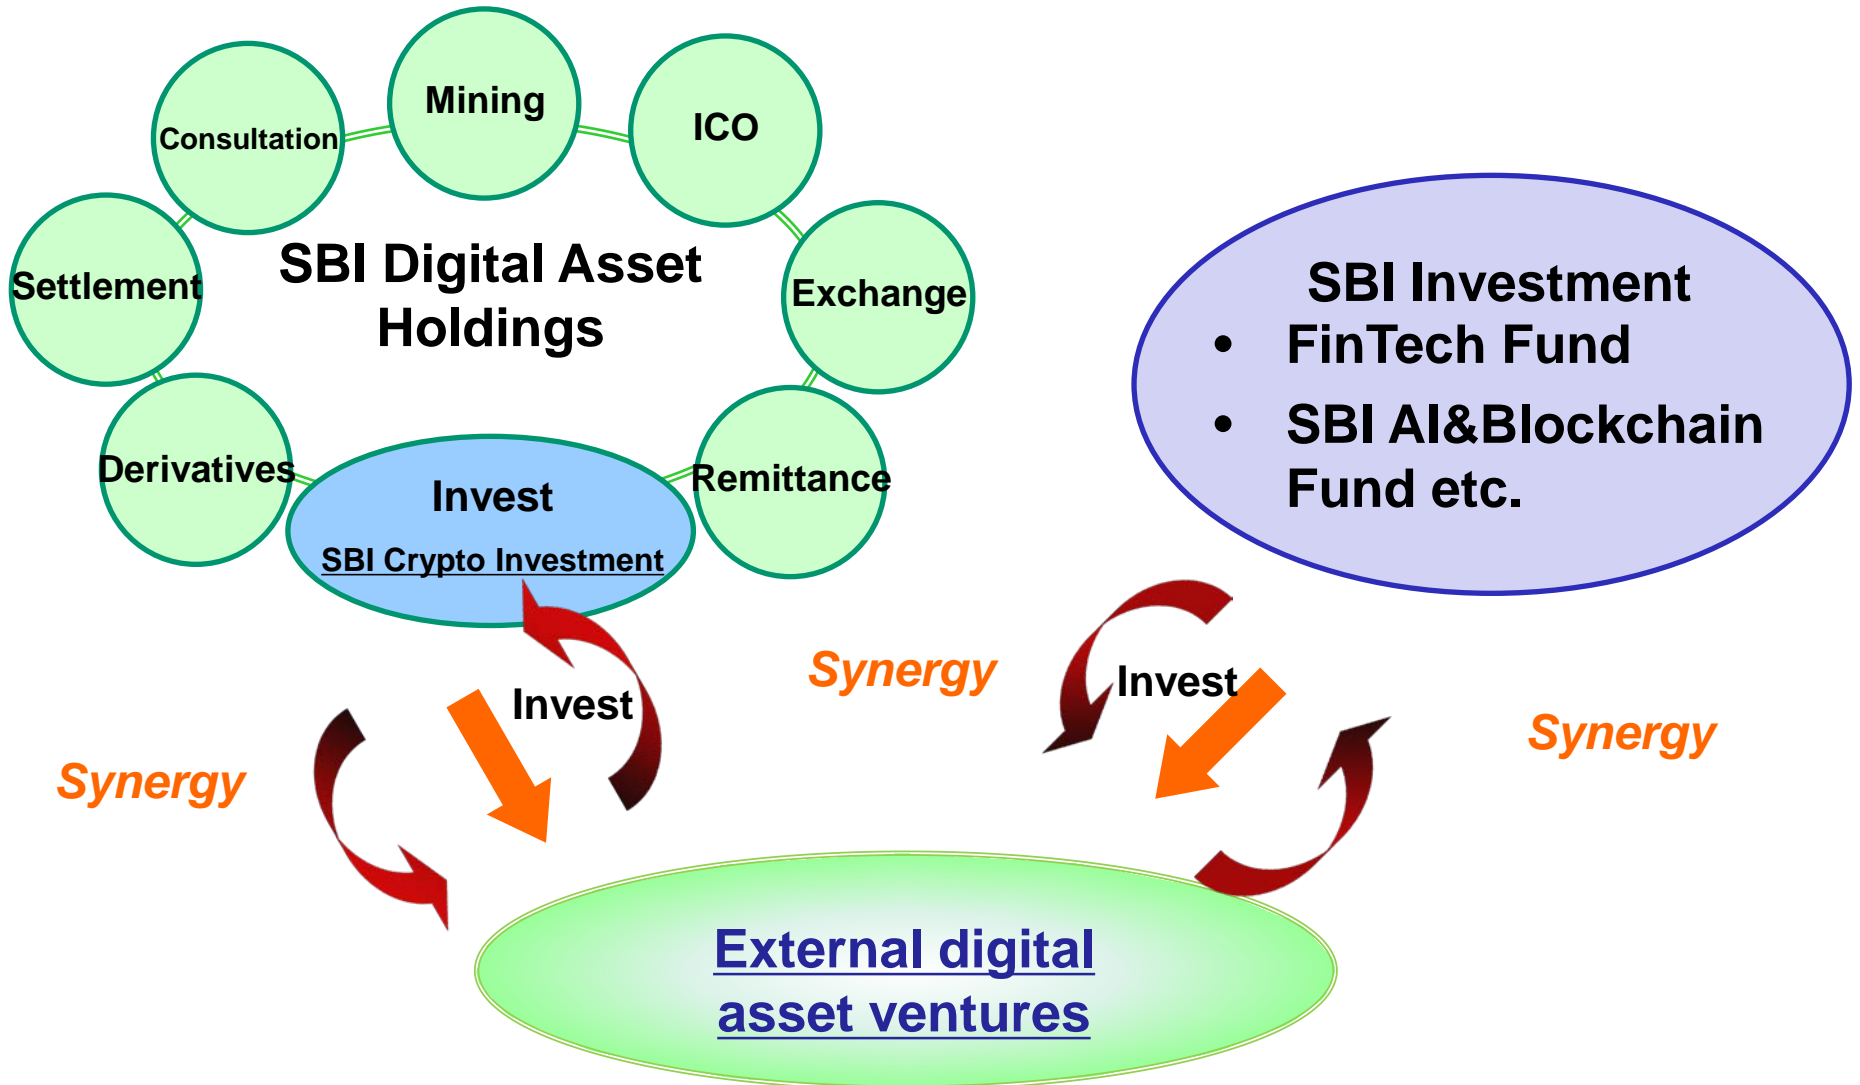 Mining
ICO
Consultation
SBI Digital Asset
Holdings
Settlement
Exchange
Derivatives
Remittance
Invest
SBI Crypto Investment
SBI Investment
• FinTech Fund
• SBI AI&Blockchain
Fund etc.
Synergy
Invest
Invest
Synergy
Synergy
External digital
asset ventures